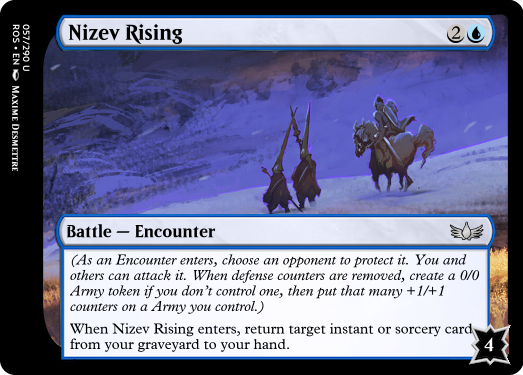 Nizev Rising 2
057/290 U
ROS • EN MAXIME DESMETTRE
Battle — Encounter
(As an Encounter enters, choose an opponent to protect it. You and
others can attack it. When defense counters are removed, create a 0/0
Army token if you don't control one, then put that many +1/+1
counters on a Army you control.)
When Nizev Rising enters, return target instant or sorcery card
from your graveyard to your hand.
4